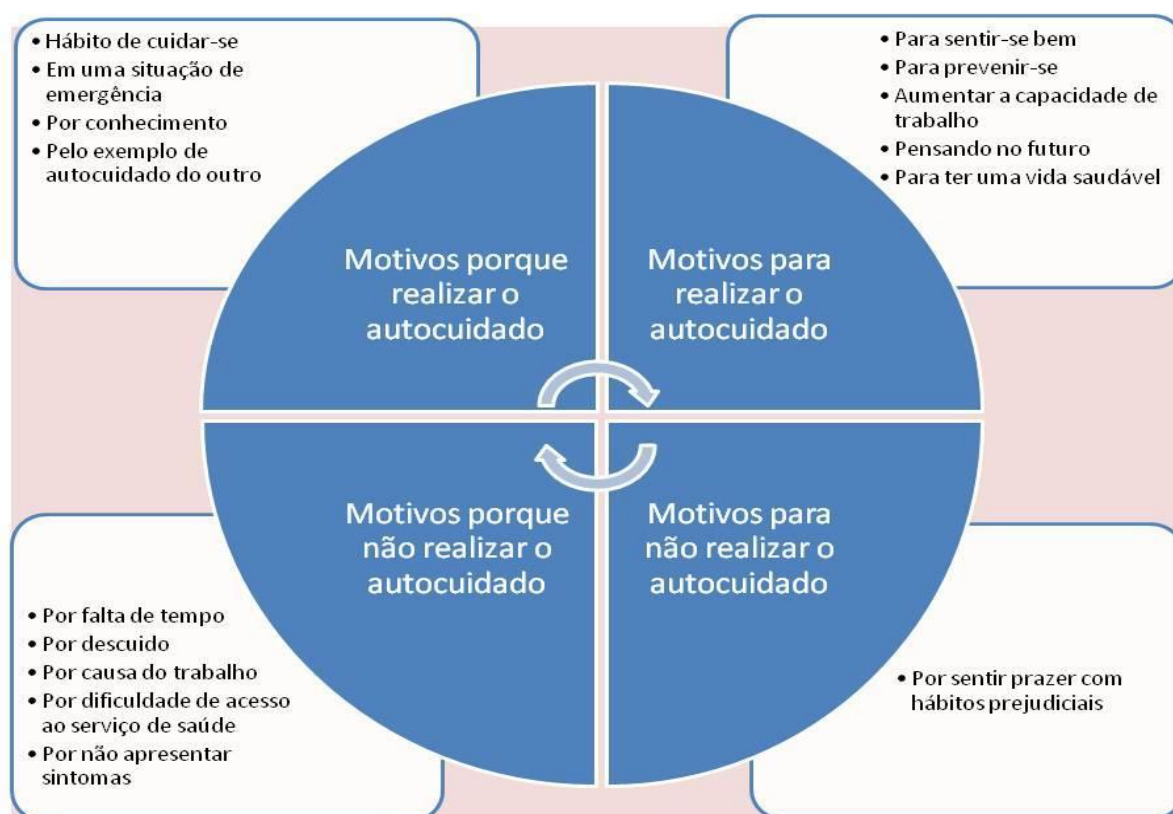 • Hábito de cuidar-se
• Em uma situação de
emergência
• Por conhecimento
• Pelo exemplo de
autocuidado do outro
• Para sentir-se bem
• Para prevenir-se
• Aumentar a capacidade de
trabalho
• Pensando no futuro
• Para ter uma vida saudável
Motivos porque
realizar o
autocuidado
Motivos para
realizar o
autocuidado
Motivos porque
não realizar o
autocuidado
Motivos para
não realizar o
autocuidado
• Por falta de tempo
• Por descuido
• Por causa do trabalho
• Por dificuldade de acesso
ao serviço de saúde
• Por não apresentar
sintomas
• Por sentir prazer com
hábitos prejudiciais